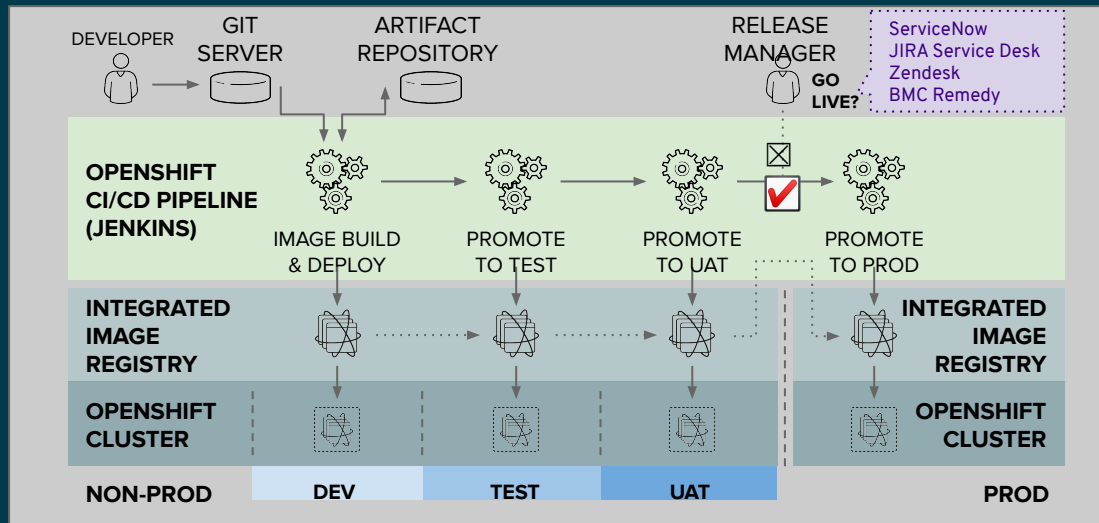 DEVELOPER
GIT
SERVER
ARTIFACT
REPOSITORY
RELEASE
MANAGER
GO
LIVE?
ServiceNow
JIRA Service Desk
Zendesk
BMC Remedy
OPENSHIFT
CI/CD PIPELINE
(JENKINS)
IMAGE BUILD
& DEPLOY
PROMOTE
TO TEST
PROMOTE
TO UAT
PROMOTE
TO PROD
INTEGRATED
IMAGE
REGISTRY
INTEGRATED
IMAGE
REGISTRY
OPENSHIFT
CLUSTER
OPENSHIFT
CLUSTER
NON-PROD
DEV
TEST
UAT
PROD